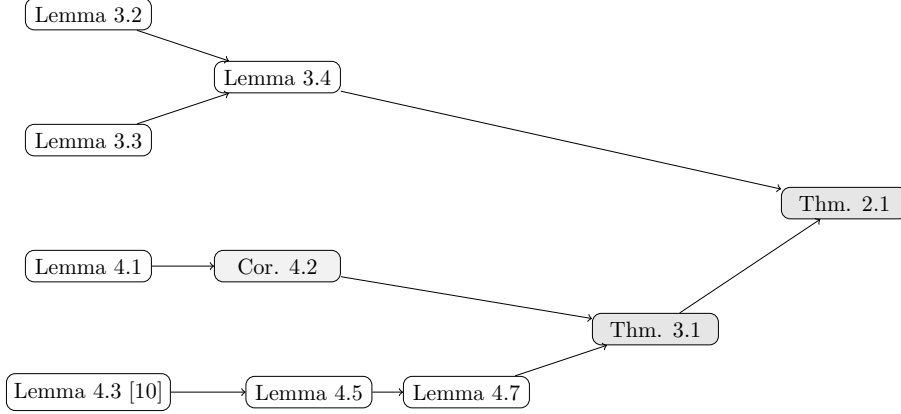 Lemma 3.2
Lemma 3.4
Lemma 3.3
Thm. 2.1
Lemma 4.1
Cor. 4.2
Thm. 3.1
Lemma 4.3 [10]
Lemma 4.5
Lemma 4.7